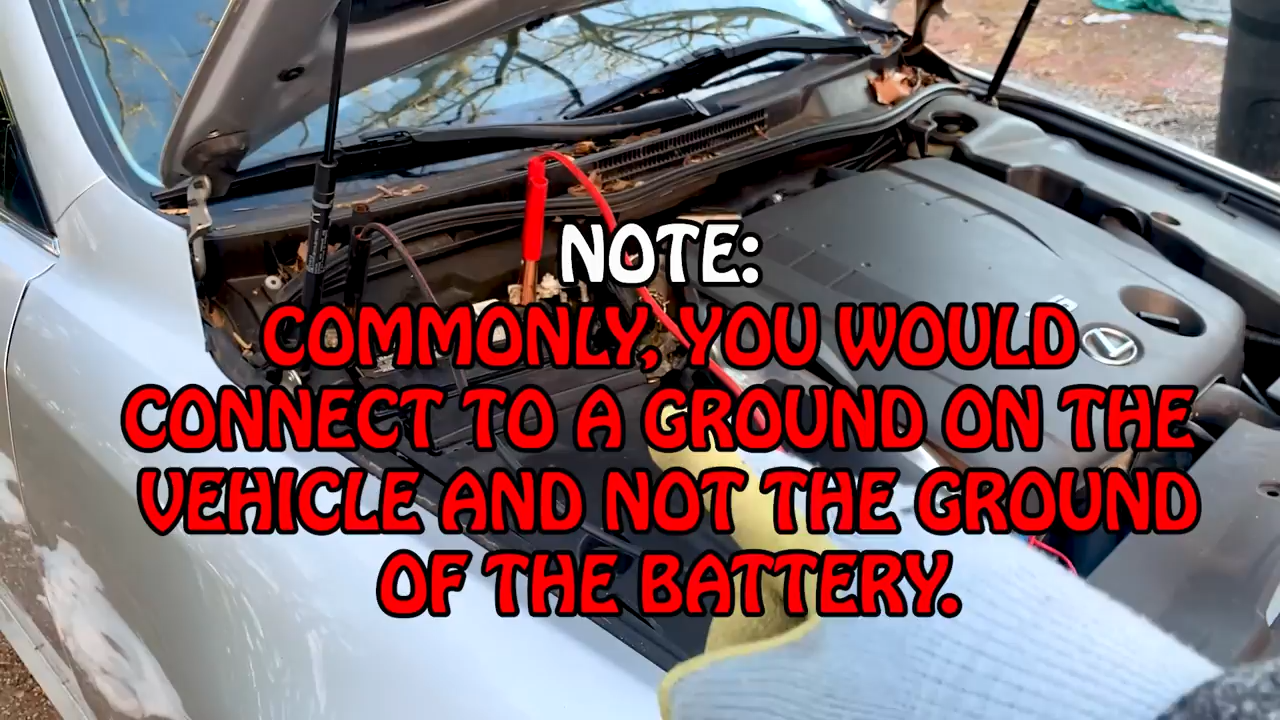 NOTE:
COMMONLY, YOU WOULD
CONNECT TO A GROUND ON THE
VEHICLE AND NOT THE GROUND
OF THE BATTERY.